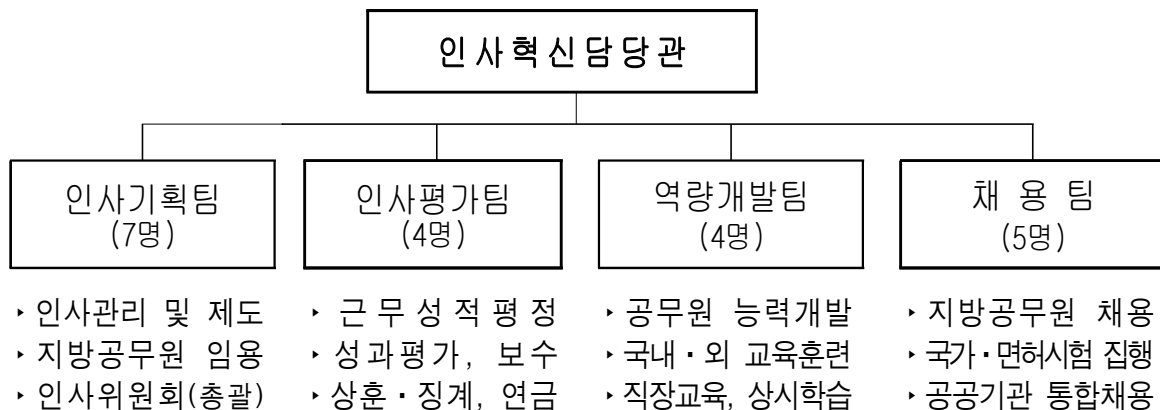 인사혁신담당관
인사기획팀
(7명)
인사평가팀
(4명)
역량개발팀
(4명)
채 용 팀
(5명)
‣ 인사관리 및 제도
‣ 지방공무원 임용
‣ 인사위원회(총괄)
‣ 근무성적평정
‣ 성과평가, 보수
‣ 상훈·징계, 연금
‣ 공무원 능력개발
‣ 국내·외 교육훈련
‣ 직장교육, 상시학습
‣ 지방공무원 채용
‣ 국가·면허시험 집행
‣ 공공기관 통합채용